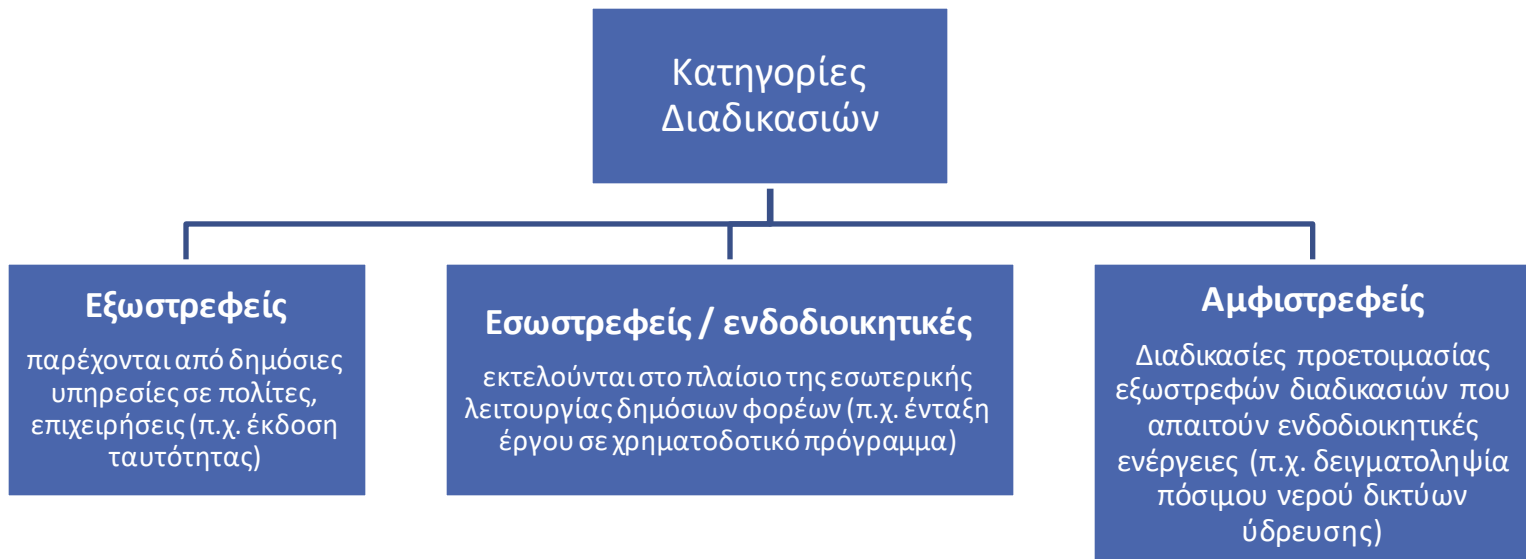 Κατηγορίες
Διαδικασιών
Εξωστρεφείς
παρέχονται από δημόσιες
υπηρεσίες σε πολίτες,
επιχειρήσεις (π.χ. έκδοση
ταυτότητας)
Εσωστρεφείς / ενδοδιοικητικές
εκτελούνται στο πλαίσιο της εσωτερικής
λειτουργίας δημόσιων φορέων (π.χ. ένταξη
έργου σε χρηματοδοτικό πρόγραμμα)
Αμφιστρεφείς
Διαδικασίες προετοιμασίας
εξωστρεφών διαδικασιών που
απαιτούν ενδοδιοικητικές
ενέργειες (π.χ. δειγματοληψία
πόσιμου νερού δικτύων
ύδρευσης)